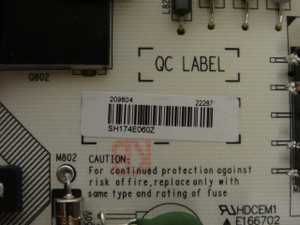 L82
Q802
QC LABEL
209804 22287
SH174E060Z
M802 CAUTION:
For continued protection against
risk of fire, replace only with
same type and rating of fuse
HDCEM1
E166702